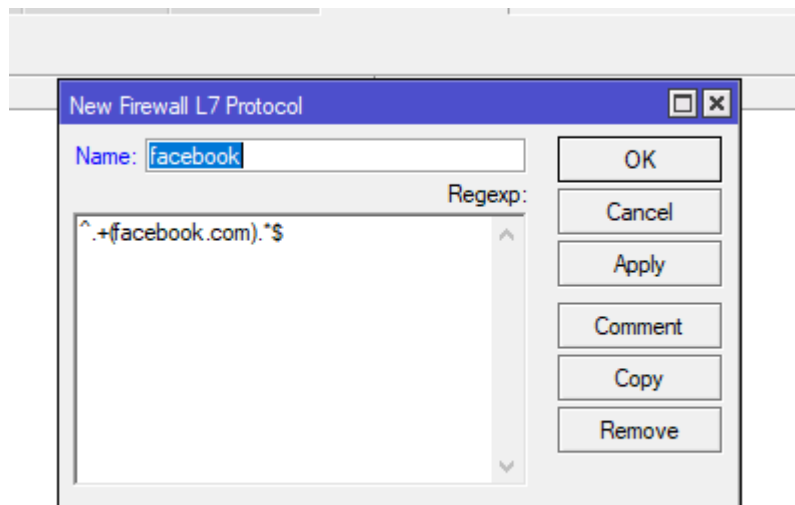 New Firewall L7 Protocol
Name: facebook
OK
Regexp:
Cancel
^.+(facebook.com).*$
Apply
Comment
Copy
Remove